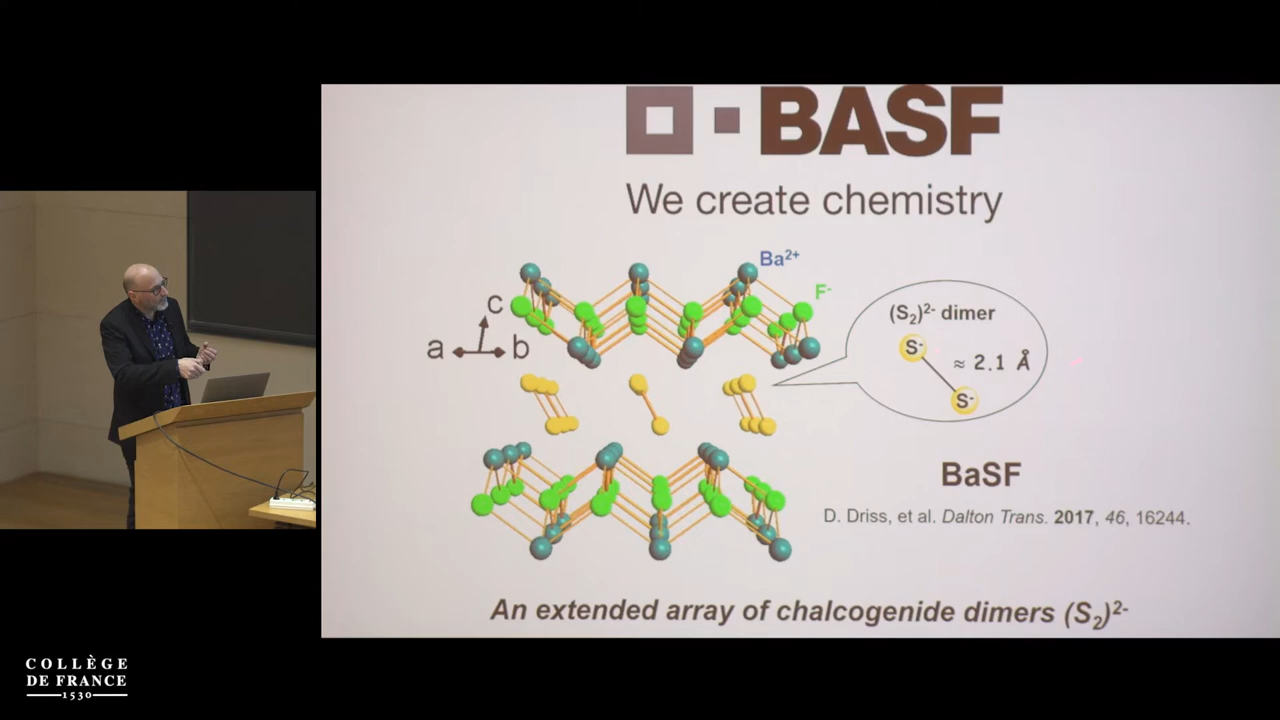 BASF
We create chemistry
Ba²⁺
F⁻
c
a
b
(S₂)²⁻ dimer
S⁻
≈ 2.1 Å
S⁻
BaSF
D. Driss, et al. Dalton Trans. 2017, 46, 16244.
An extended array of chalcogenide dimers (S₂)²⁻
COLLÈGE
DE FRANCE
1530